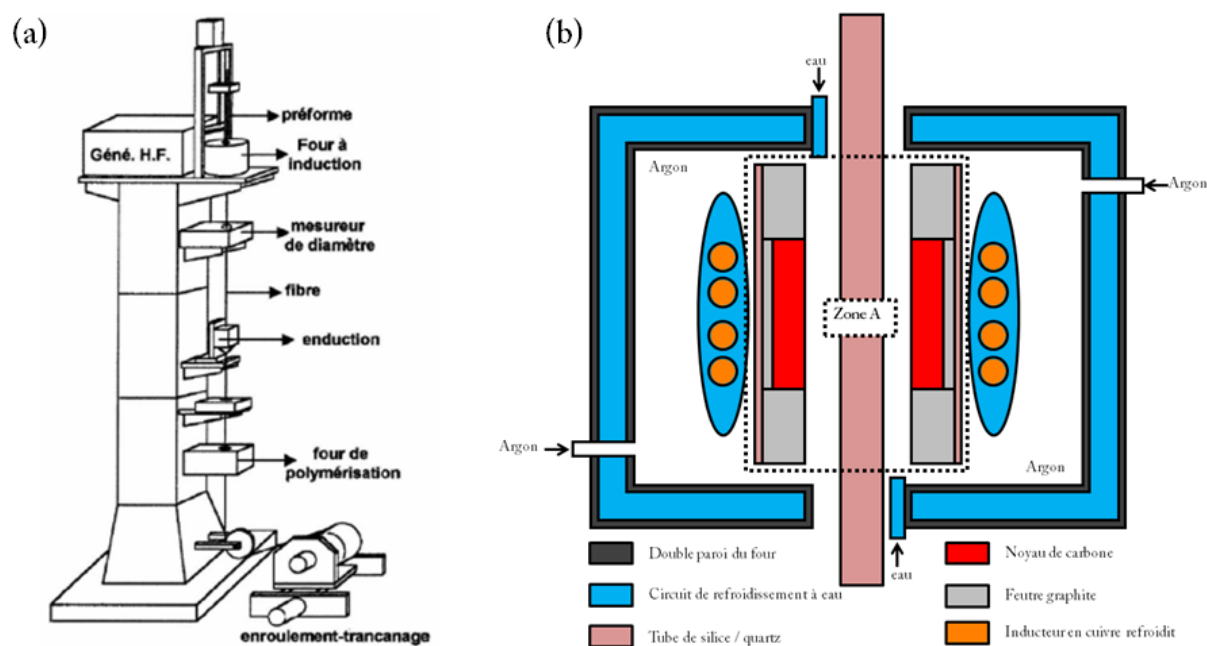 (a)
préforme
Géné. H.F.
Four à
induction
mesureur
de diamètre
fibre
enduction
four de
polymérisation
enroulement-trancanage
(b)
eau
Argon
Argon
Zone A
Argon
Argon
eau
Double paroi du four
Circuit de refroidissement à eau
Tube de silice / quartz
Noyau de carbone
Feutre graphite
Inducteur en cuivre refroidit